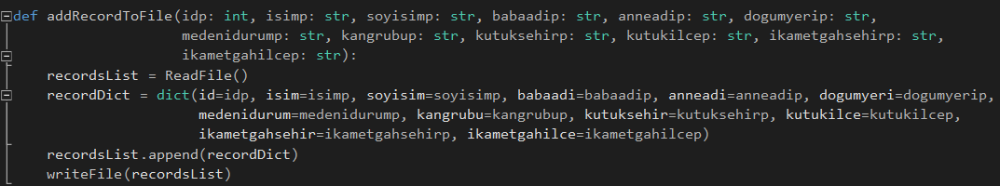 def addRecordToFile(idp: int, isimp: str, soyisimp: str, babaadip: str, anneadip: str, dogumyerip: str,
medenidurump: str, kangrubup: str, kutuksehirp: str, kutukilcep: str, ikametgahsehirp: str,
ikametgahilcep: str):
recordsList = ReadFile()
recordDict = dict(id=idp, isim=isimp, soyisim=soyisimp, babaadi=babaadip, anneadi=anneadip, dogumyeri=dogumyerip,
medenidurum=medenidurump, kangrubu=kangrubup, kutuksehir=kutuksehirp, kutukilce=kutukilcep,
ikametgahsehir=ikametgahsehirp, ikametgahilce=ikametgahilcep)
recordsList.append(recordDict)
writeFile(recordsList)